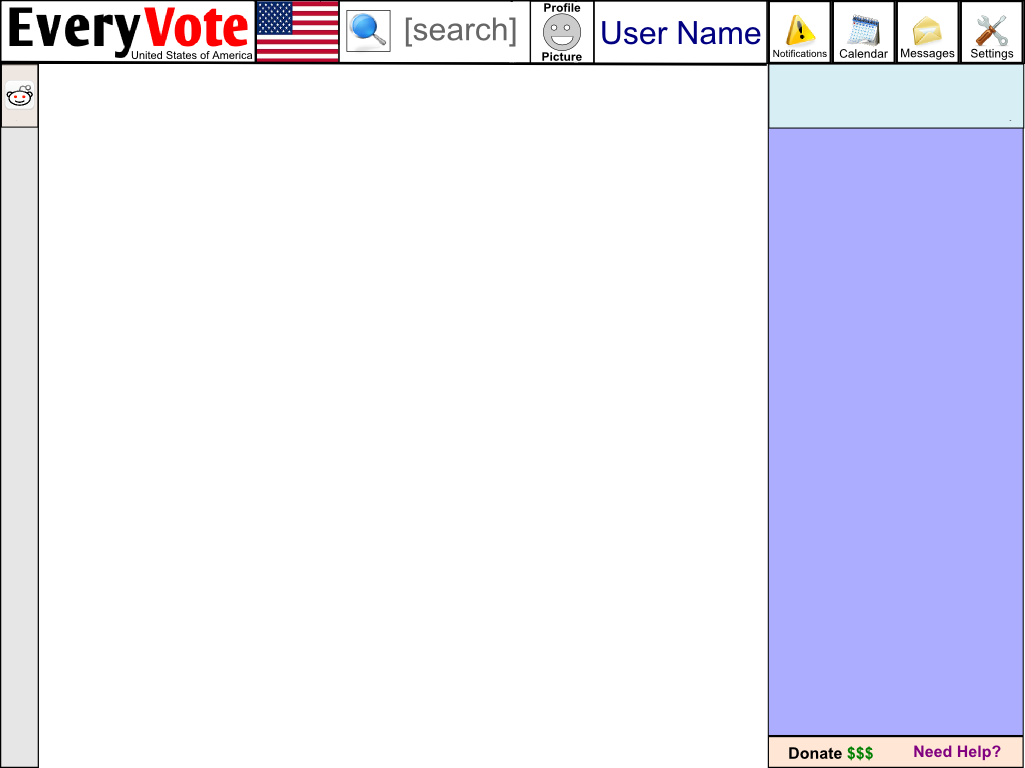 EveryVote
United States of America
[search]
Profile
Picture
User Name
Notifications
Calendar
Messages
Settings
Donate $$$
Need Help?